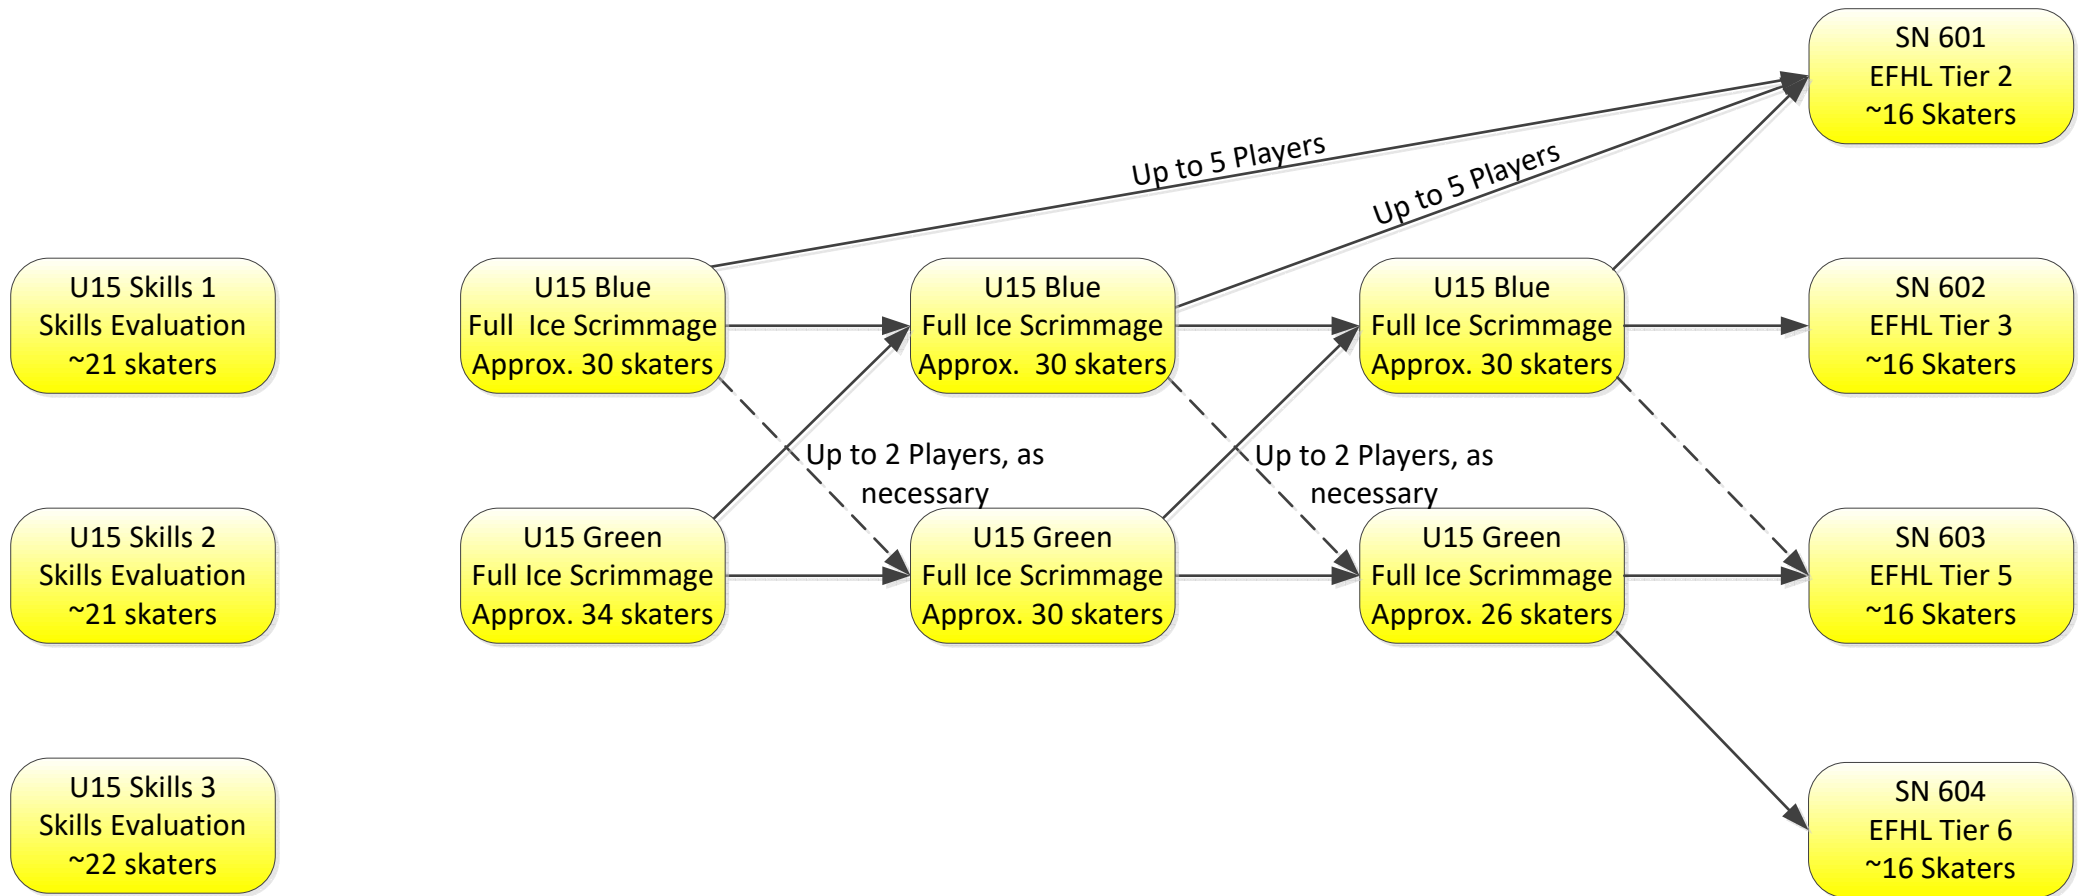 SN 601
EFHL Tier 2
~16 Skaters
Up to 5 Players
Up to 5 Players
U15 Skills 1
Skills Evaluation
~21 skaters
U15 Blue
Full  Ice Scrimmage
Approx. 30 skaters
U15 Blue
Full Ice Scrimmage
Approx.  30 skaters
U15 Blue
Full Ice Scrimmage
Approx. 30 skaters
SN 602
EFHL Tier 3
~16 Skaters
Up to 2 Players, as
necessary
Up to 2 Players, as
necessary
U15 Skills 2
Skills Evaluation
~21 skaters
U15 Green
Full Ice Scrimmage
Approx. 34 skaters
U15 Green
Full Ice Scrimmage
Approx. 30 skaters
U15 Green
Full Ice Scrimmage
Approx. 26 skaters
SN 603
EFHL Tier 5
~16 Skaters
U15 Skills 3
Skills Evaluation
~22 skaters
SN 604
EFHL Tier 6
~16 Skaters